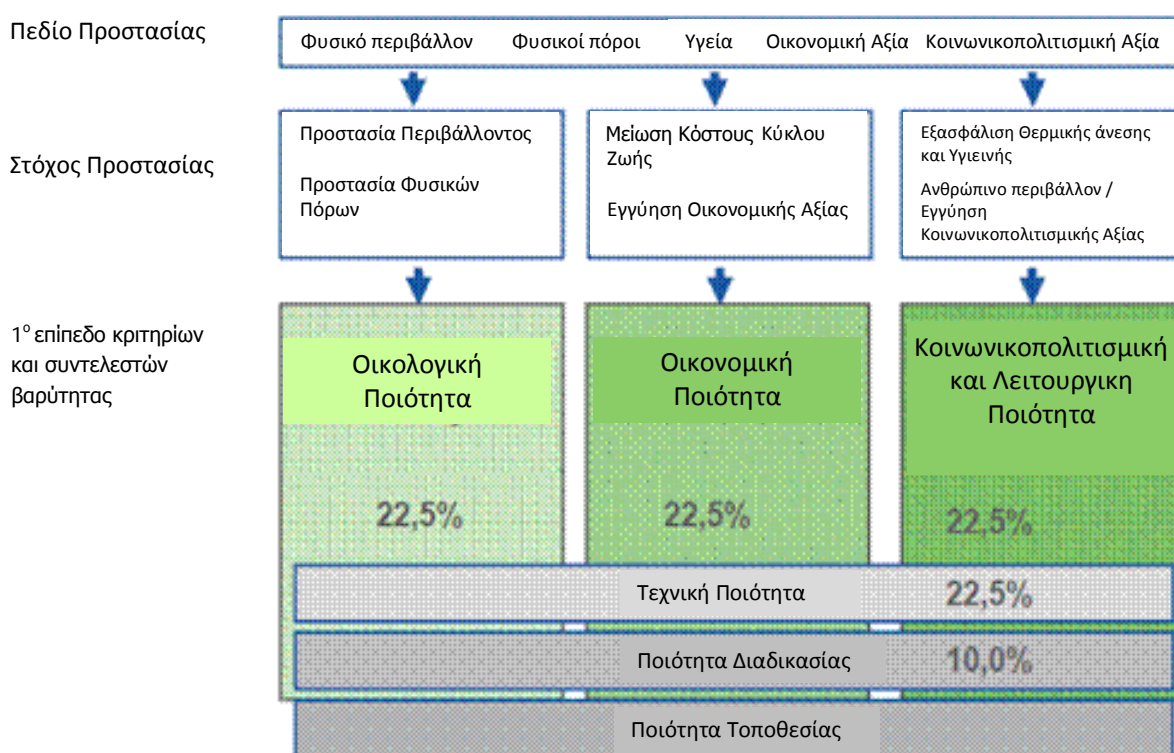 Πεδίο Προστασίας
Φυσικό περιβάλλον Φυσικοί πόροι Υγεία Οικονομική Αξία Κοινωνικοπολιτισμική Αξία
Στόχος Προστασίας
Προστασία Περιβάλλοντος
Προστασία Φυσικών
Πόρων
Μείωση Κόστους Κύκλου
Ζωής
Εγγύηση Οικονομικής Αξίας
Εξασφάλιση Θερμικής άνεσης
και Υγιεινής
Ανθρώπινο περιβάλλον /
Εγγύηση
Κοινωνικοπολιτισμικής Αξίας
1º επίπεδο κριτηρίων
και συντελεστών
βαρύτητας
Οικολογική
Ποιότητα
22,5%
Οικονομική
Ποιότητα
22,5%
Κοινωνικοπολιτισμική
και Λειτουργικη
Ποιότητα
22,5%
Τεχνική Ποιότητα 22,5%
Ποιότητα Διαδικασίας 10,0%
Ποιότητα Τοποθεσίας